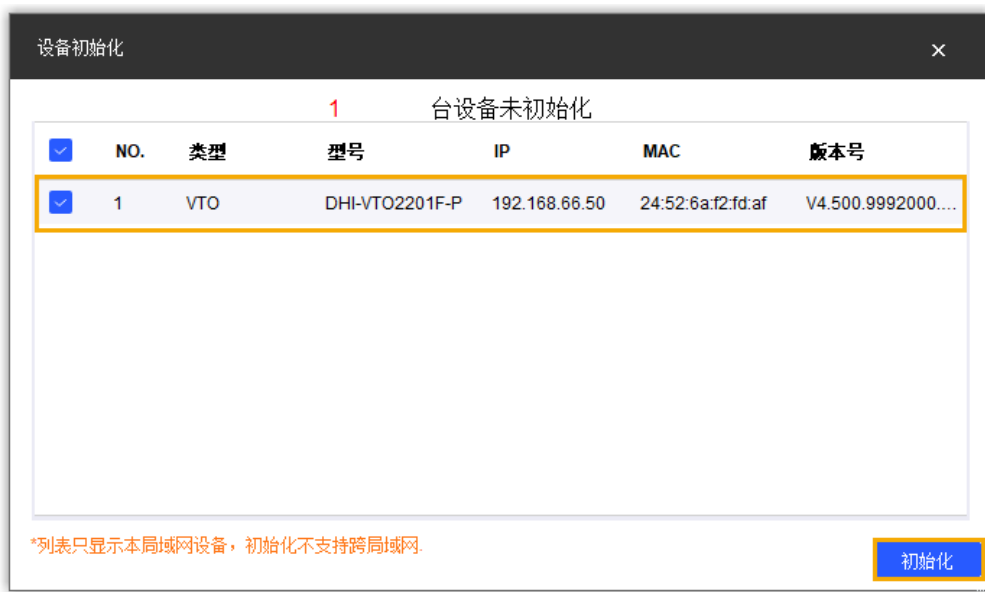 设备初始化
1 台设备未初始化
NO. 类型 型号 IP MAC 版本号
1 VTO DHI-VTO2201F-P 192.168.66.50 24:52:6a:f2:fd:af V4.500.9992000....
*列表只显示本局域网设备，初始化不支持跨局域网.
初始化